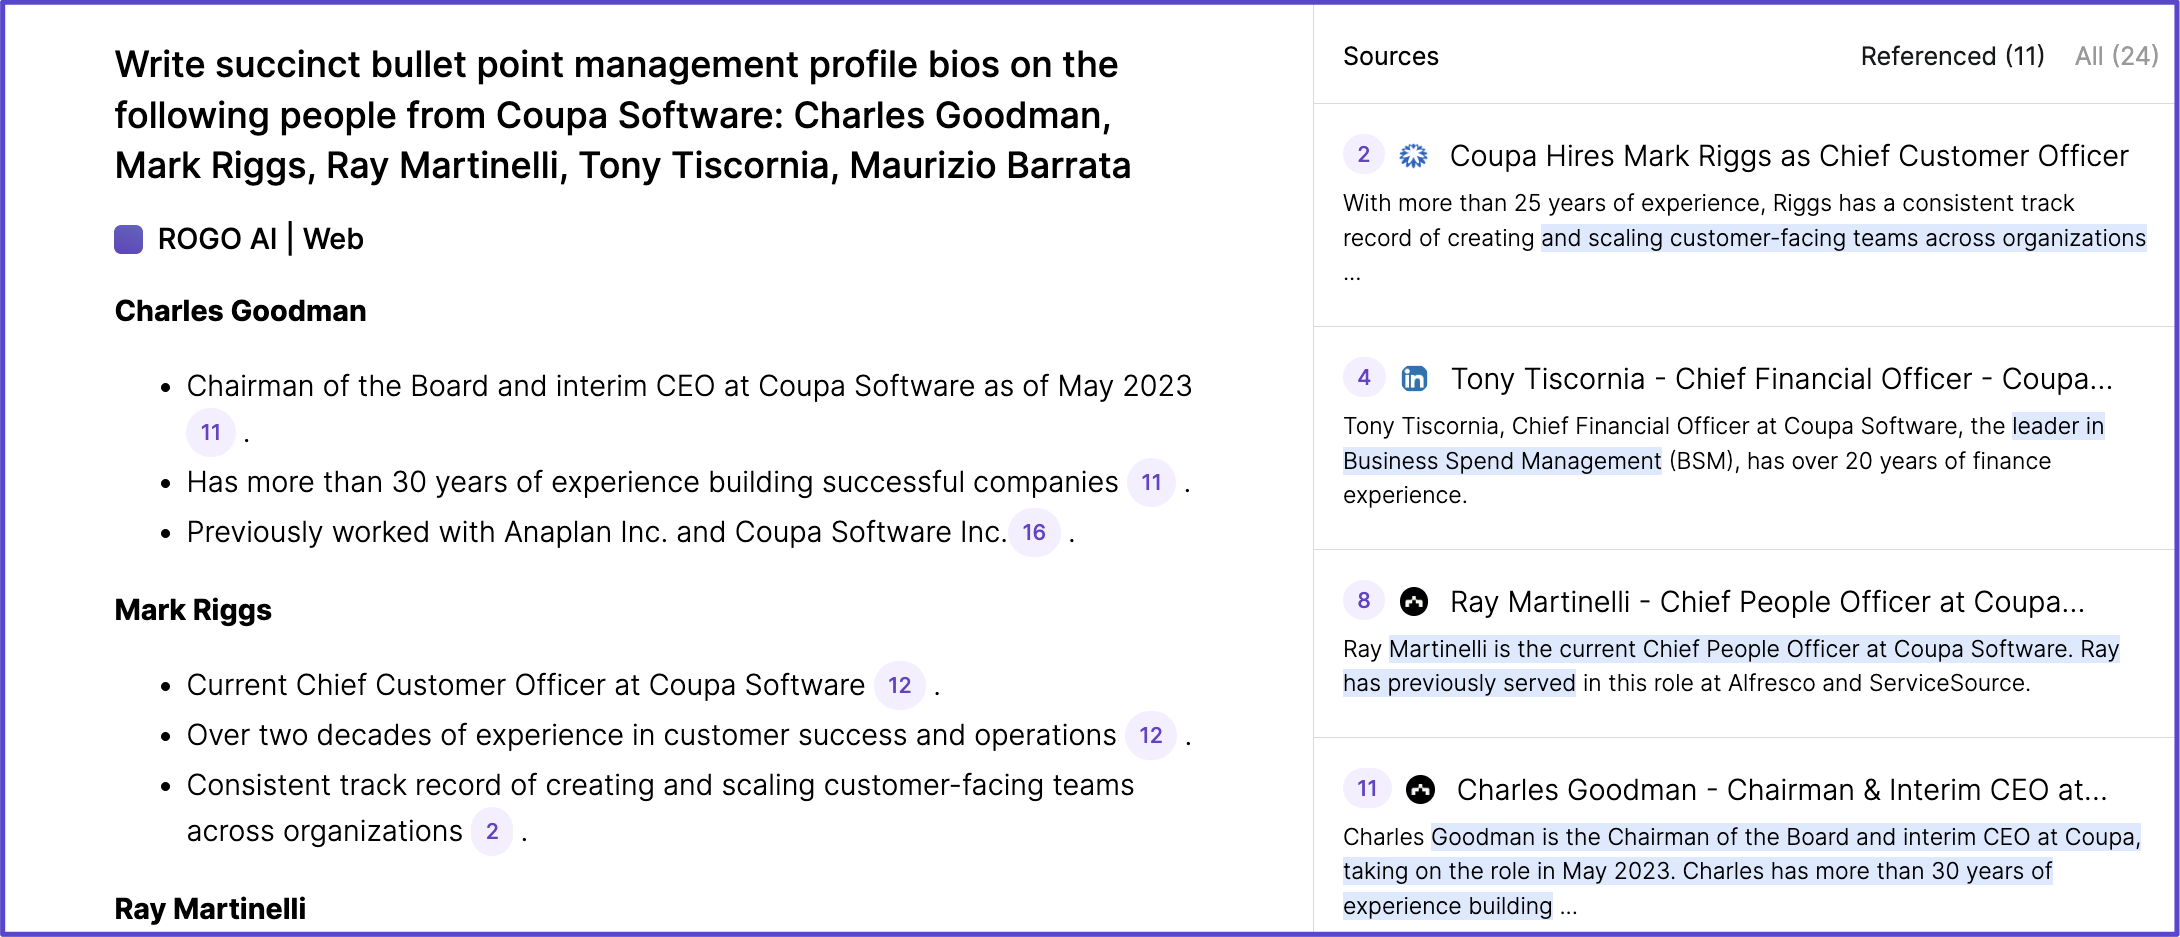 Write succinct bullet point management profile bios on the
following people from Coupa Software: Charles Goodman,
Mark Riggs, Ray Martinelli, Tony Tiscornia, Maurizio Barrata
ROGO AI | Web
Charles Goodman
• Chairman of the Board and interim CEO at Coupa Software as of May 2023
11 .
• Has more than 30 years of experience building successful companies 11 .
• Previously worked with Anaplan Inc. and Coupa Software Inc. 16 .
Mark Riggs
• Current Chief Customer Officer at Coupa Software 12 .
• Over two decades of experience in customer success and operations 12 .
• Consistent track record of creating and scaling customer-facing teams
across organizations 2 .
Ray Martinelli
Sources Referenced (11) All (24)
2 Coupa Hires Mark Riggs as Chief Customer Officer
With more than 25 years of experience, Riggs has a consistent track
record of creating and scaling customer-facing teams across organizations
...
4 in Tony Tiscornia - Chief Financial Officer - Coupa...
Tony Tiscornia, Chief Financial Officer at Coupa Software, the leader in
Business Spend Management (BSM), has over 20 years of finance
experience.
8 Ray Martinelli - Chief People Officer at Coupa...
Ray Martinelli is the current Chief People Officer at Coupa Software. Ray
has previously served in this role at Alfresco and ServiceSource.
11 Charles Goodman - Chairman & Interim CEO at...
Charles Goodman is the Chairman of the Board and interim CEO at Coupa,
taking on the role in May 2023. Charles has more than 30 years of
experience building ...